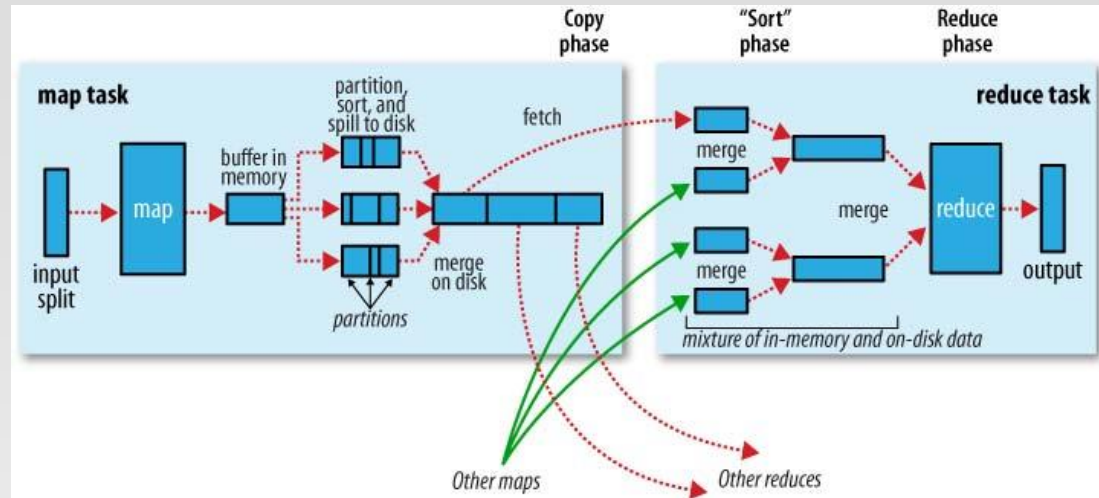 Copy
phase
“Sort”
phase
Reduce
phase
map task
partition,
sort, and
spill to disk
fetch
reduce task
buffer in
memory
map
merge
merge
reduce
merge
input
split
merge
on disk
partitions
output
mixture of in-memory and on-disk data
Other maps
Other reduces